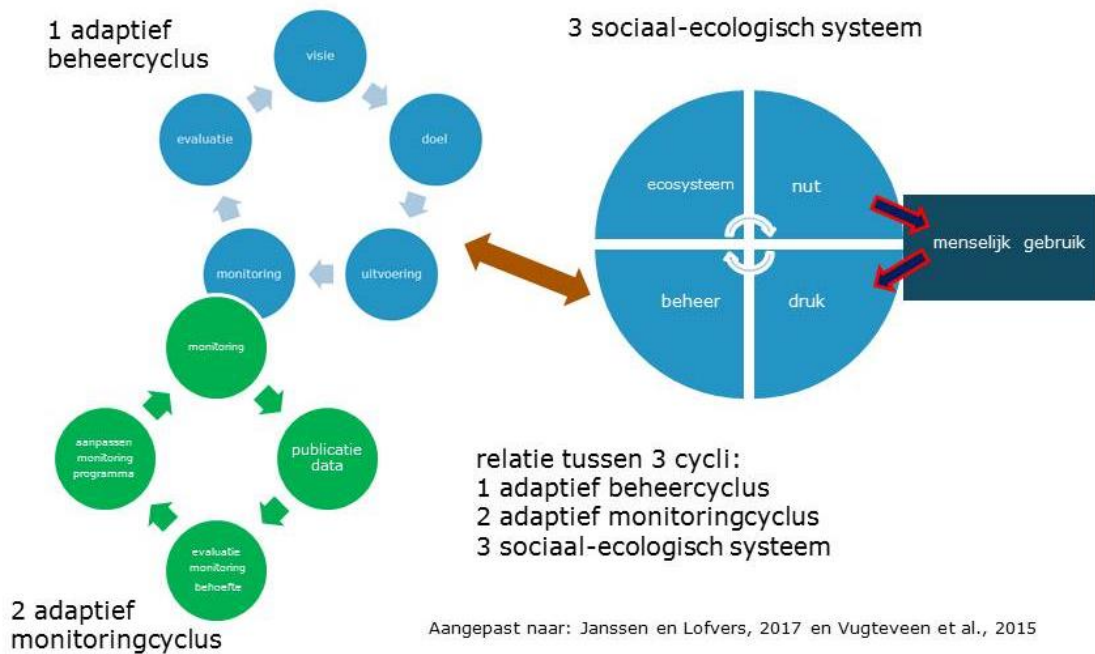 1 adaptief
beheercyclus
visie
doel
uitvoering
monitoring
evaluatie
monitoring
publicatie
data
evaluatie
monitoring
behoefte
aanpassen
monitoring
programma
2 adaptief
monitoringcyclus
3 sociaal-ecologisch systeem
ecosysteem
nut
beheer
druk
menselijk gebruik
relatie tussen 3 cycli:
1 adaptief beheercyclus
2 adaptief monitoringcyclus
3 sociaal-ecologisch systeem
Aangepast naar: Janssen en Lofvers, 2017 en Vugteveen et al., 2015